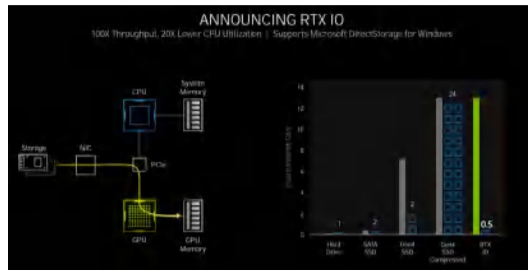 ANNOUNCING RTX IO
100X Throughput, 20X Lower CPU Utilization | Supports Microsoft DirectStorage for Windows
CPU
System
Memory
Storage
NIC
PCIe
GPU
GPU
Memory
14
12
10
8
6
4
2
0
1
2
2
24
0.5
Hard
Drive
SATA
SSD
Gen4
SSD
Gen4
SSD
Compressed
RTX
IO